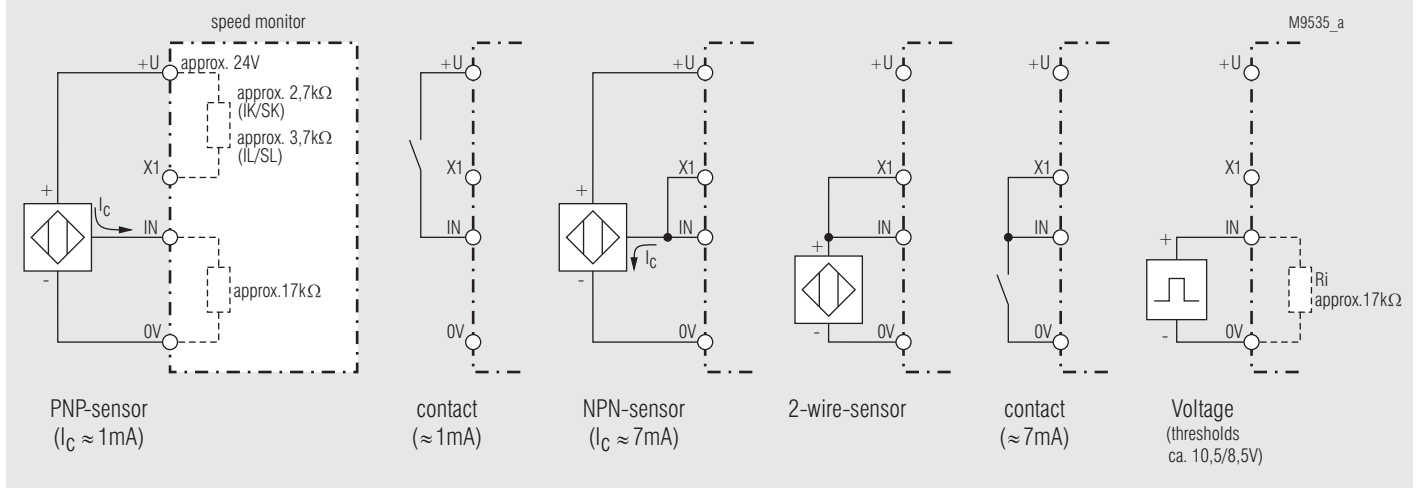 speed monitor
M9535_a
+U
approx. 24V
approx. 2,7kΩ
(IK/SK)
approx. 3,7kΩ
(IL/SL)
X1
+
IC
IN
approx.17kΩ
-
0V
+U
X1
IN
0V
+U
X1
+
IN
IC
-
0V
+U
X1
IN
+
-
0V
+U
X1
IN
0V
+U
X1
+
IN
Ri
approx.17kΩ
-
0V
PNP-sensor
(IC ≈ 1mA)
contact
(≈1mA)
NPN-sensor
(IC ≈ 7mA)
2-wire-sensor
contact
(≈7mA)
Voltage
(thresholds
ca. 10,5/8,5V)